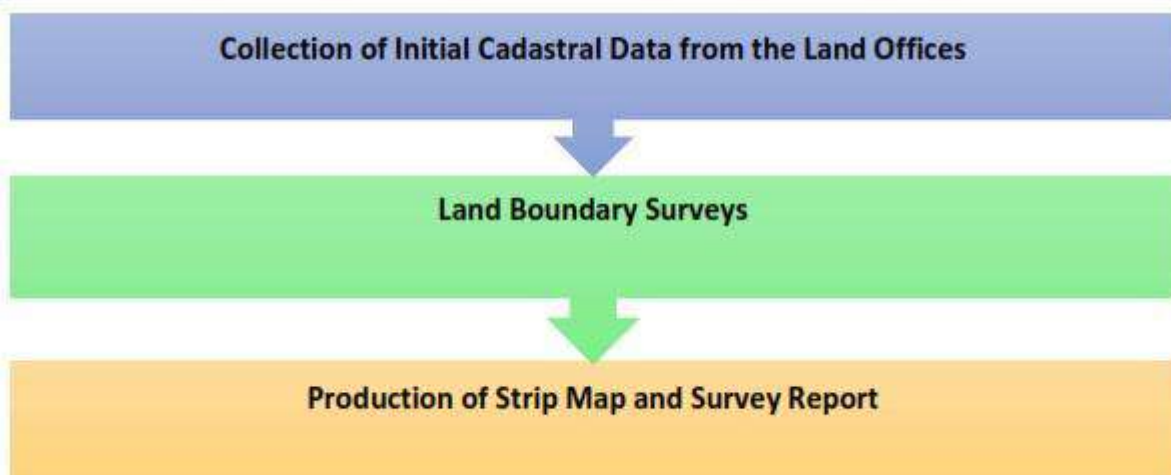 Collection of Initial Cadastral Data from the Land Offices
Land Boundary Surveys
Production of Strip Map and Survey Report